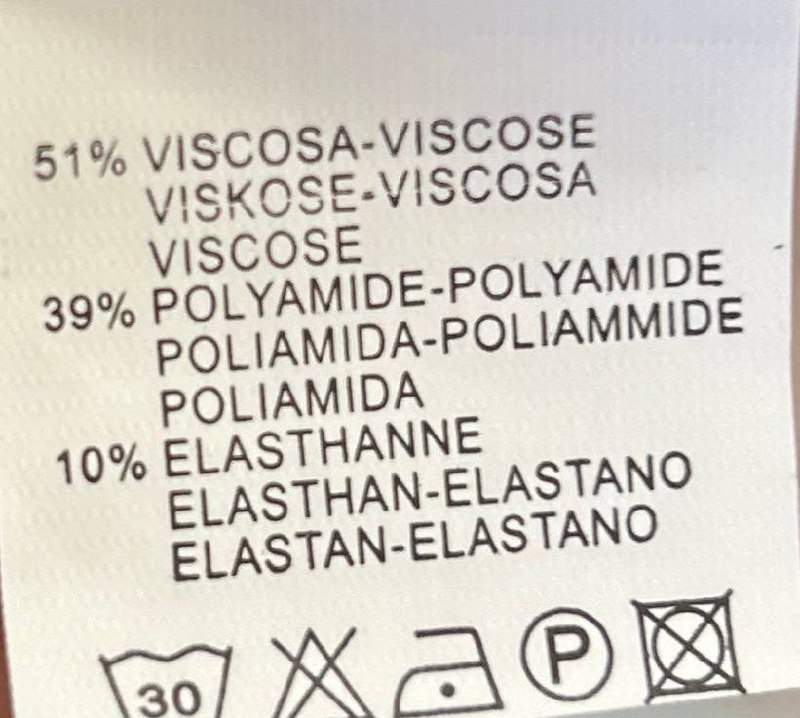 51% VISCOSA-VISCOSE
VISKOSE-VISCOSA
VISCOSE
39% POLYAMIDE-POLYAMIDE
POLIAMIDA-POLIAMMIDE
POLIAMIDA
10% ELASTHANNE
ELASTHAN-ELASTANO
ELASTAN-ELASTANO
30 P